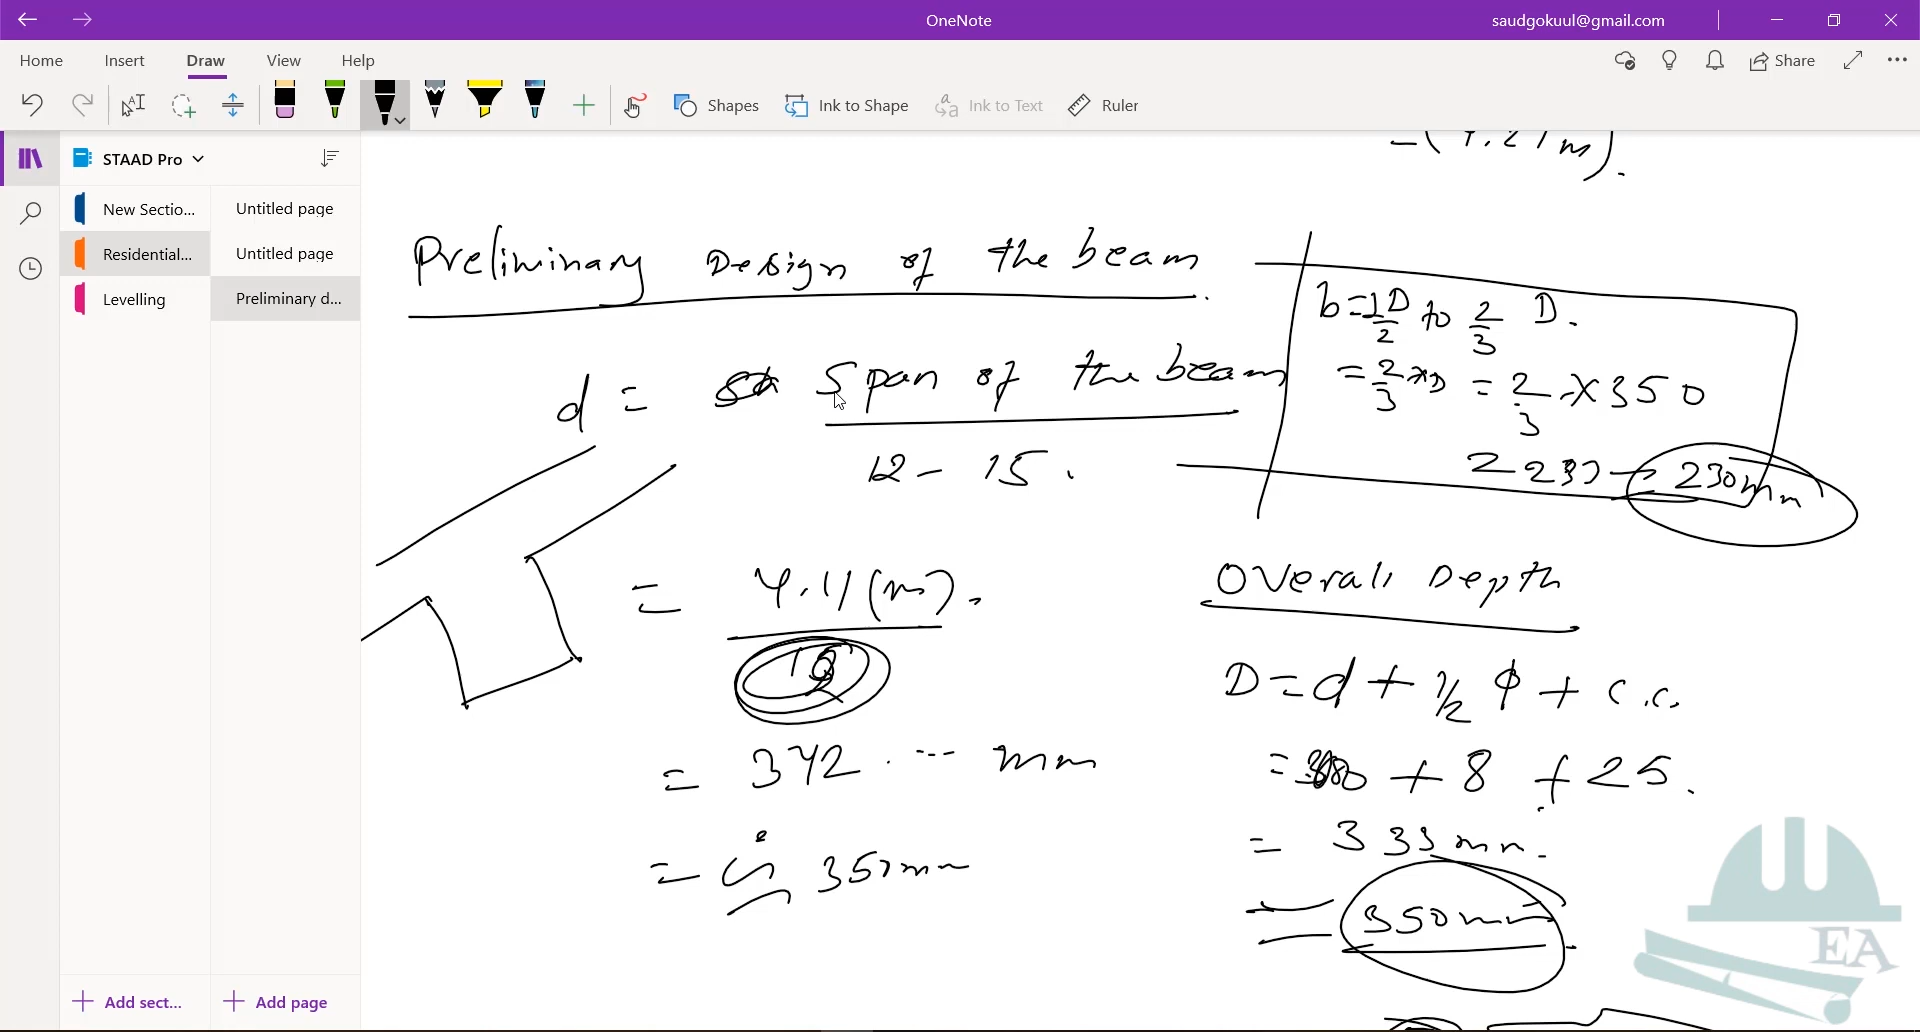 OneNote
saudgokuul@gmail.com
Home Insert Draw View Help
Share
Shapes Ink to Shape Ink to Text Ruler
STAAD Pro
New Sectio...
Residential...
Levelling
Untitled page
Untitled page
Preliminary d...
Preliminary Design of the beam.
d = Span of the beam
12 - 15.
= 4.11 (m).
= 342. ... mm
b = 1/2 D to 2/3 D.
= 2/3 × D = 2/3 × 350
230mm
Overall Depth
D = d + 1/2 φ + c.c.
+ 8 + 25.
= 333 mm.
= 350mm
EA
Add sect...
Add page